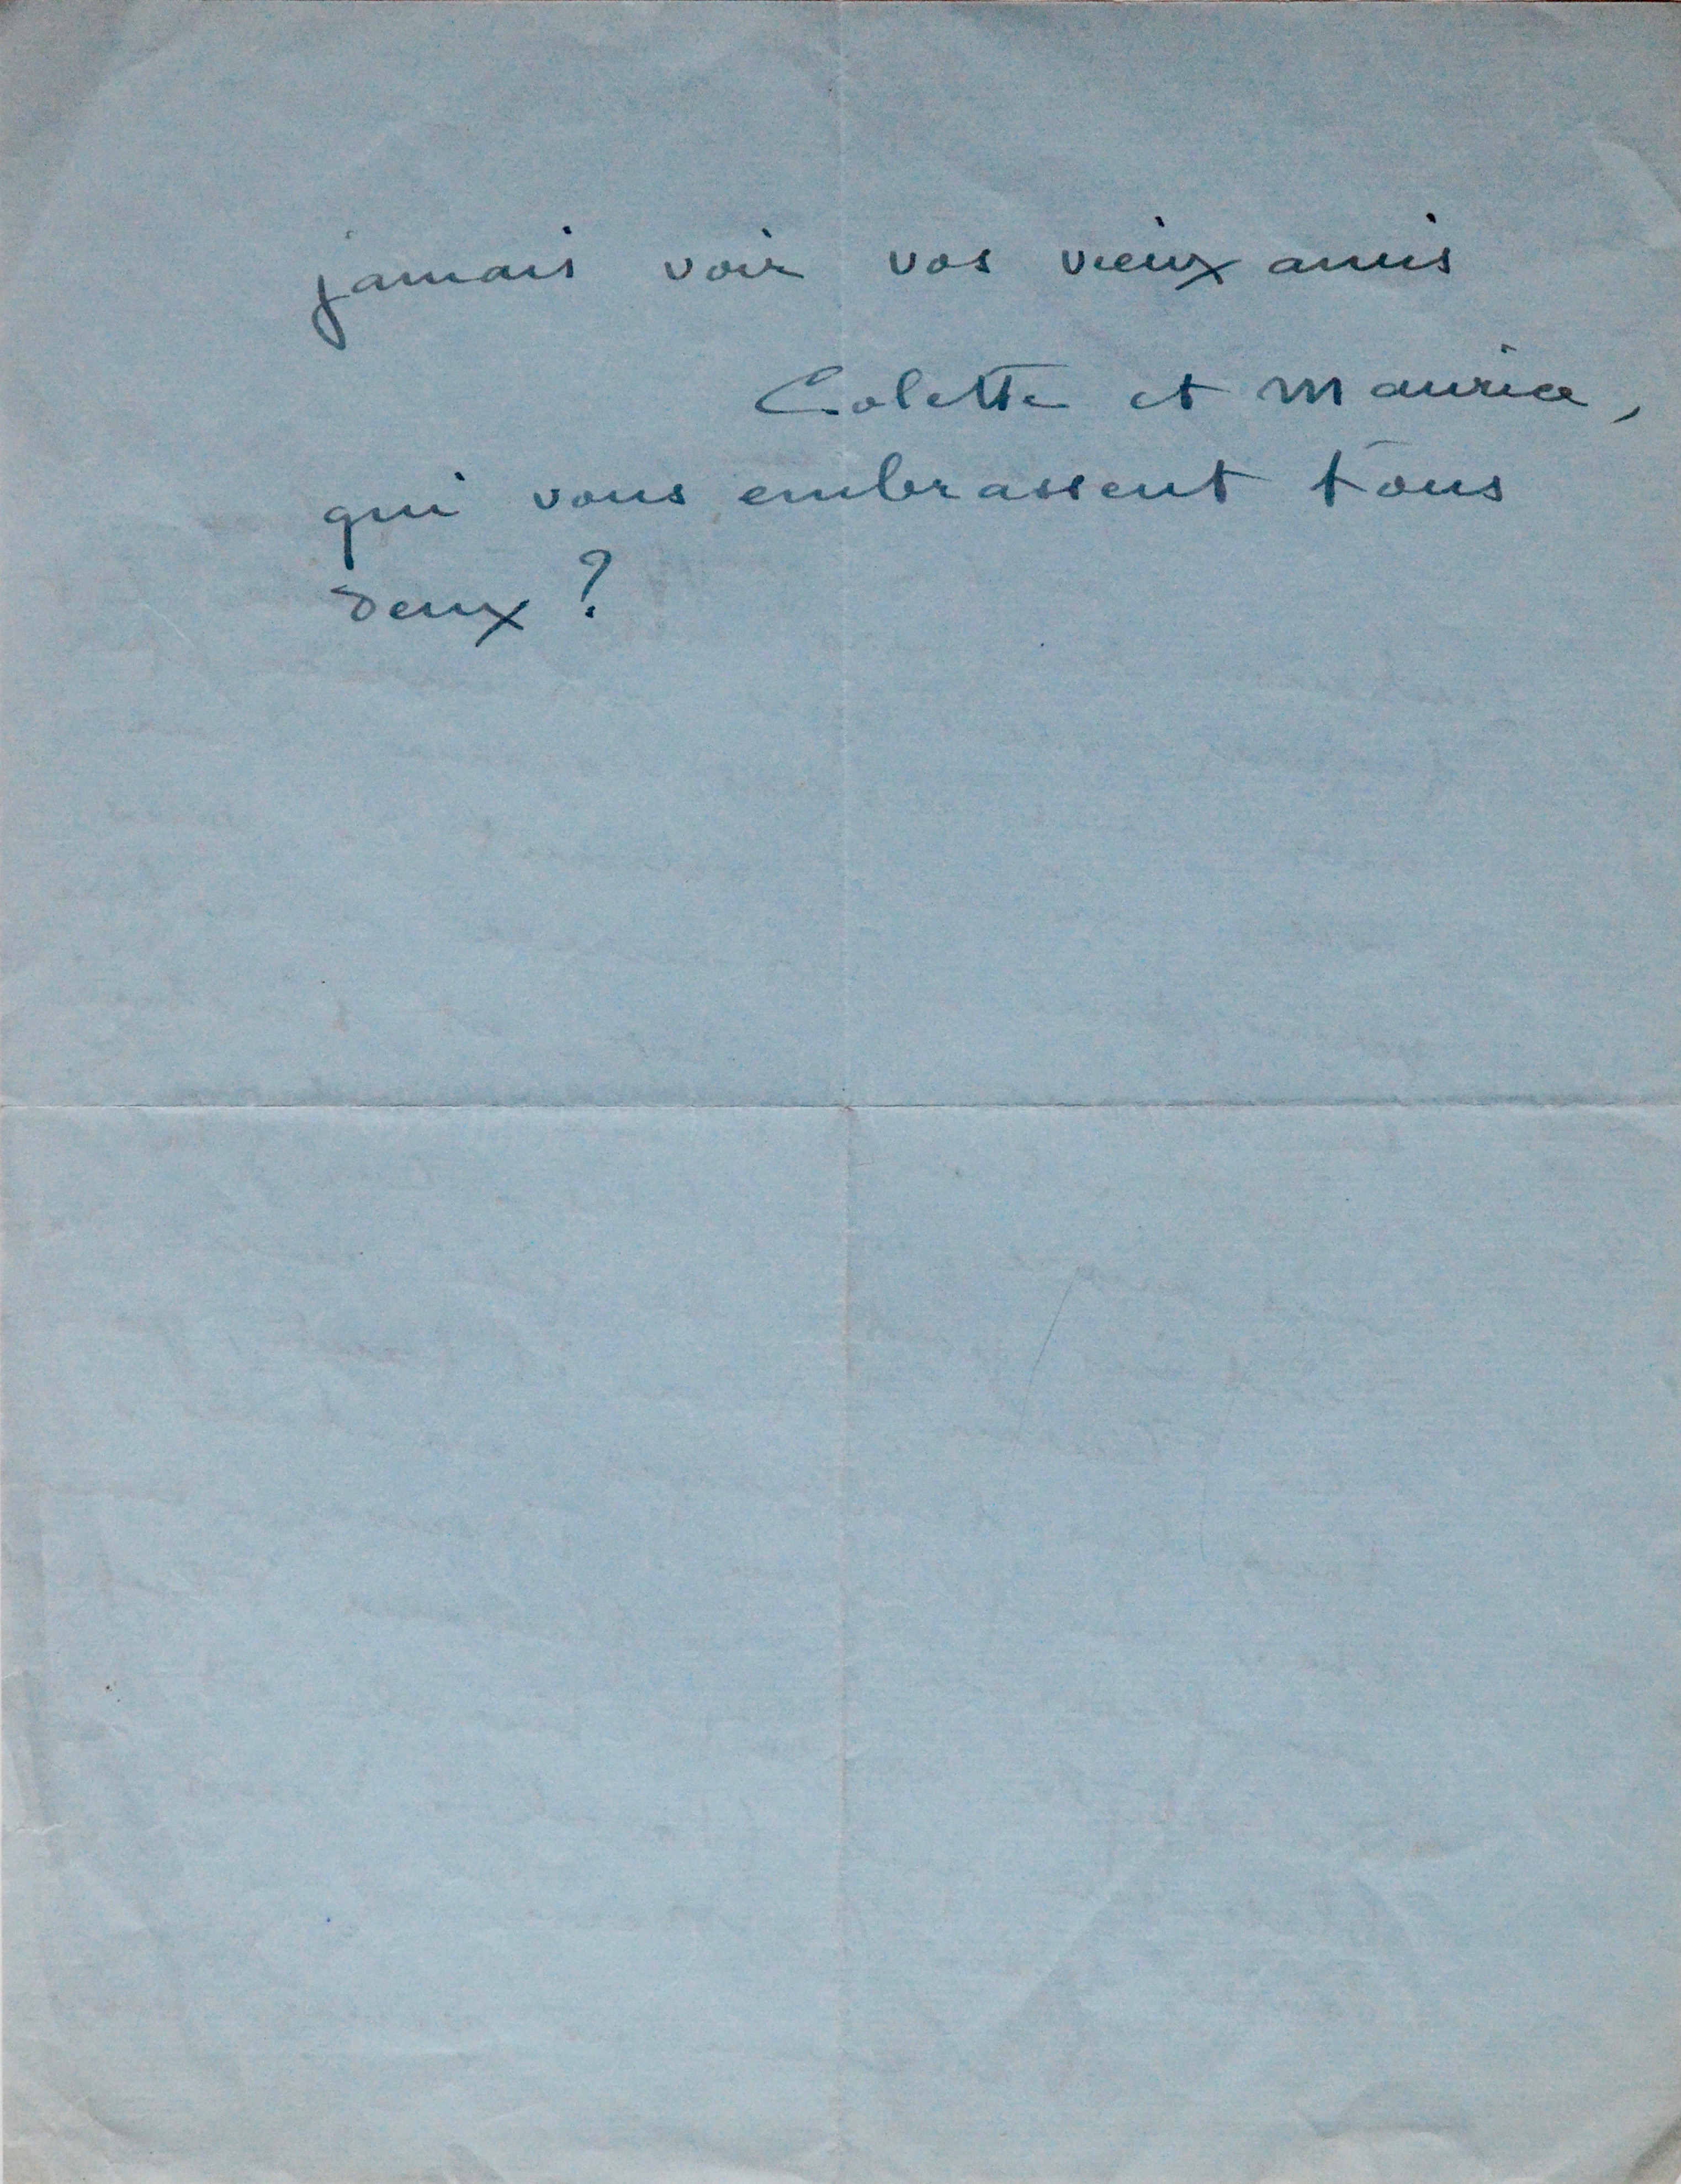 jamais voir vos vieux amis
Colette et Maurice,
qui vous embrassent tous
deux ?